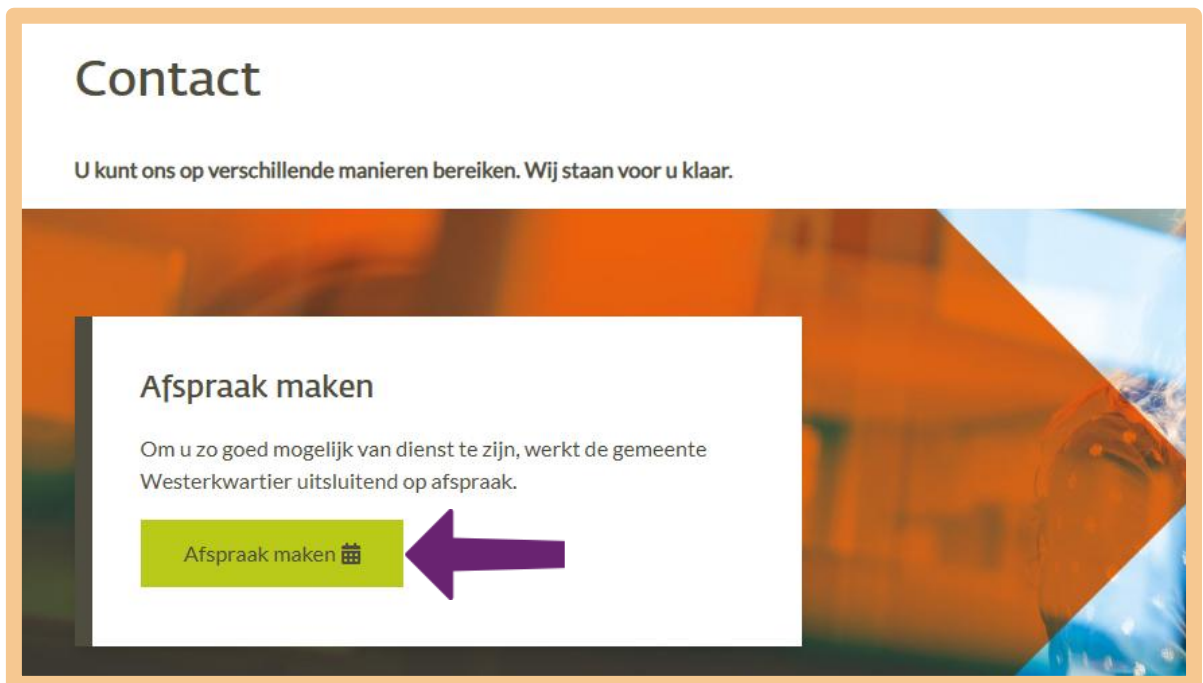 Contact
U kunt ons op verschillende manieren bereiken. Wij staan voor u klaar.
Afspraak maken
Om u zo goed mogelijk van dienst te zijn, werkt de gemeente
Westerkwartier uitsluitend op afspraak.
Afspraak maken